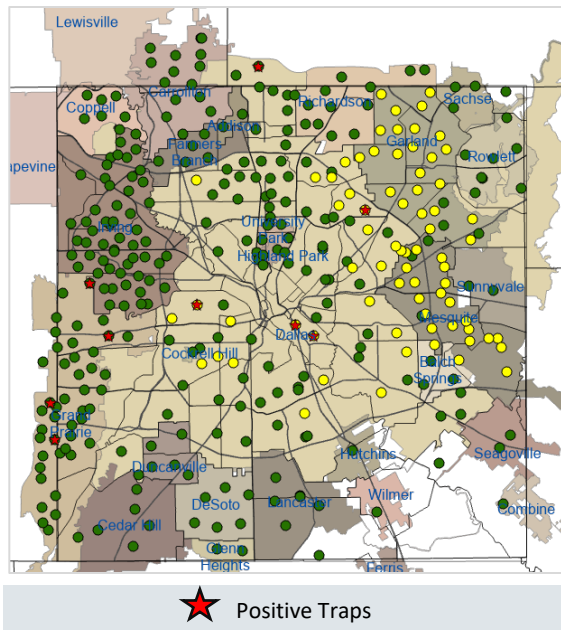 Lewisville
Carrollton
Coppell
Richardson
Sachse
Addison
Farmers
Branch
Garland
Rowlett
apevine
Irving
University
Park
Highland Park
Sunnyvale
Mesquite
Dallas
Cockrell Hill
Balch
Springs
Grand
Prairie
Seagoville
Hutchins
Duncanville
Wilmer
DeSoto
Lancaster
Combine
Cedar Hill
Glenn
Heights
Ferris
Positive Traps